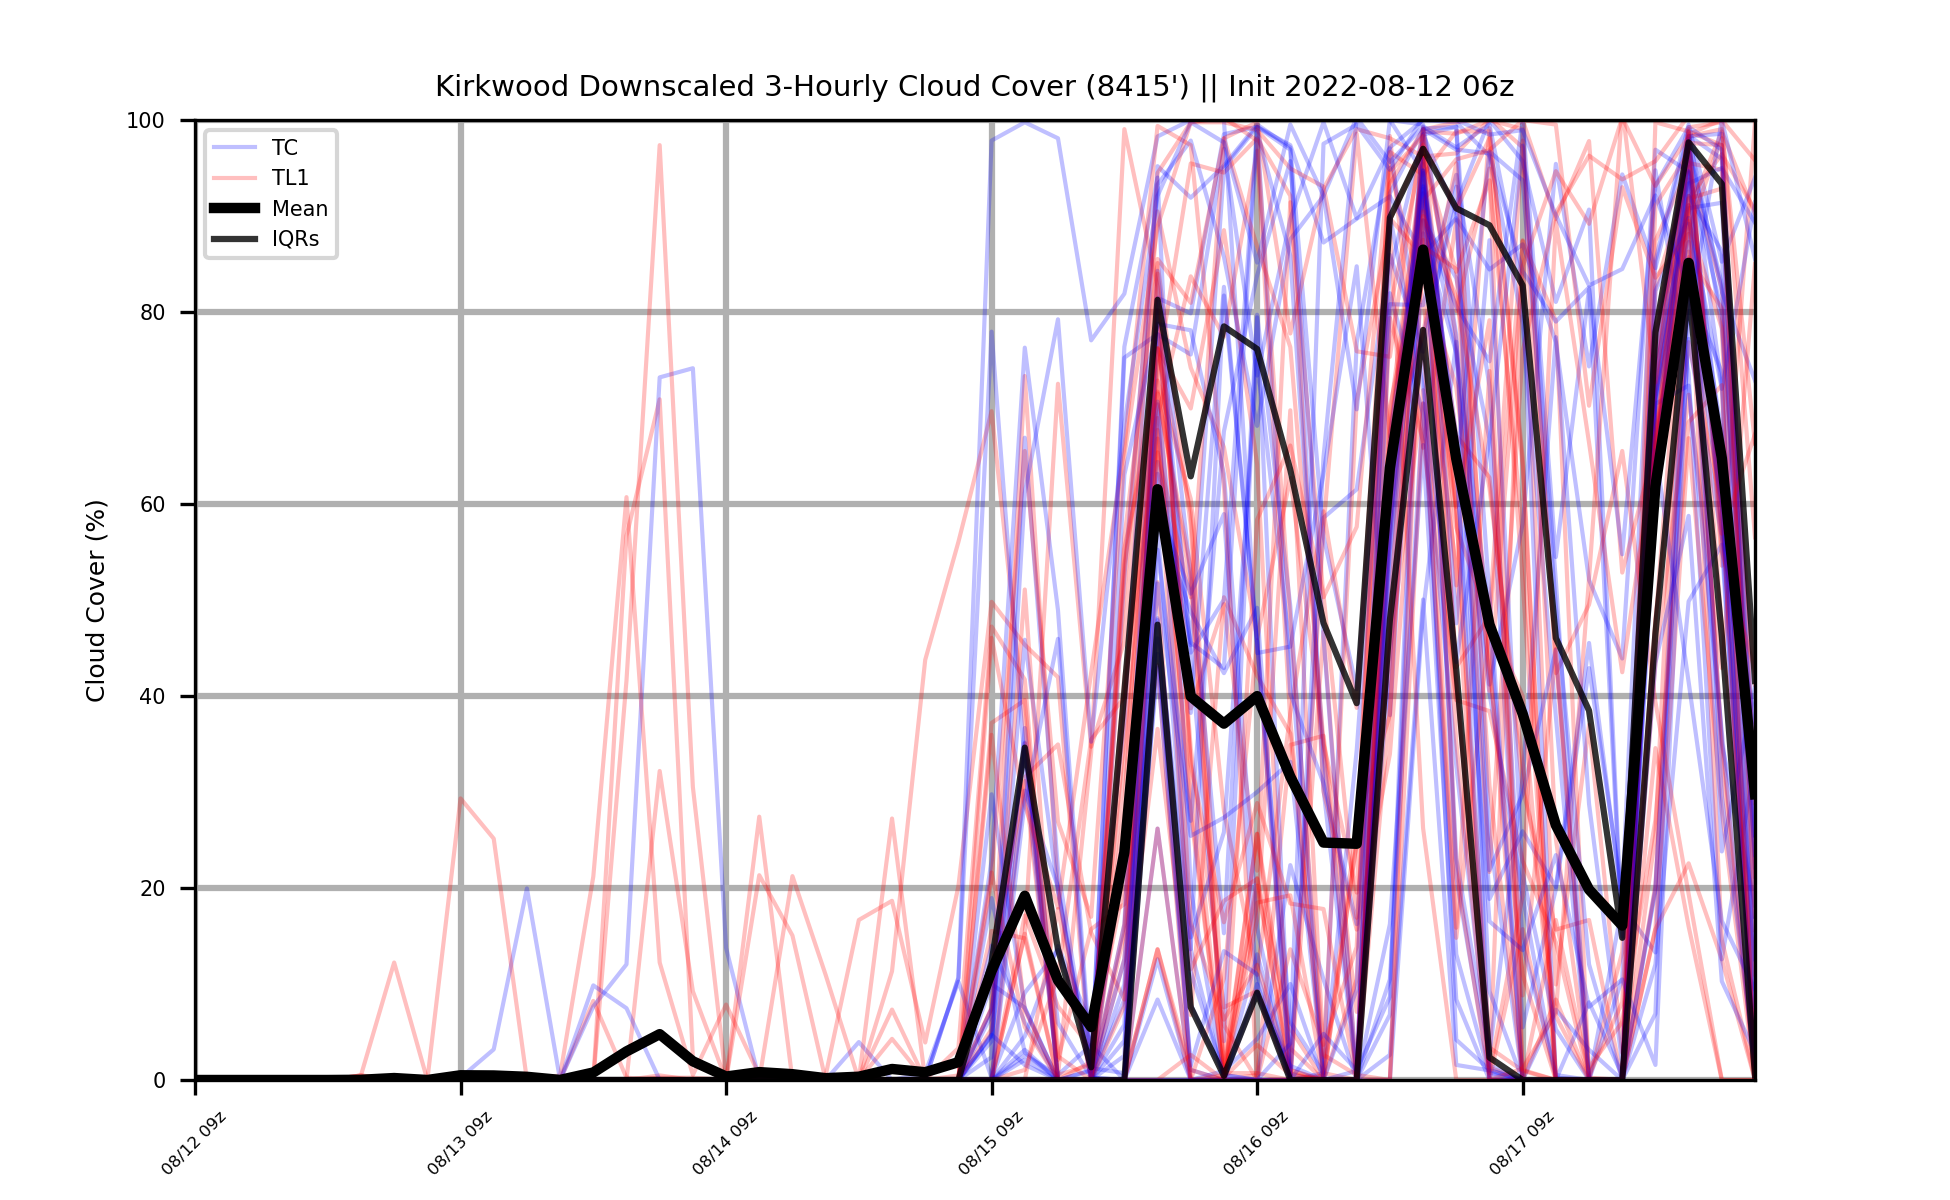 Kirkwood Downscaled 3-Hourly Cloud Cover (8415') || Init 2022-08-12 06z
100
80
60
40
20
0
Cloud Cover (%)
TC
TL1
Mean
IQRs
08/12 09z
08/13 09z
08/14 09z
08/15 09z
08/16 09z
08/17 09z